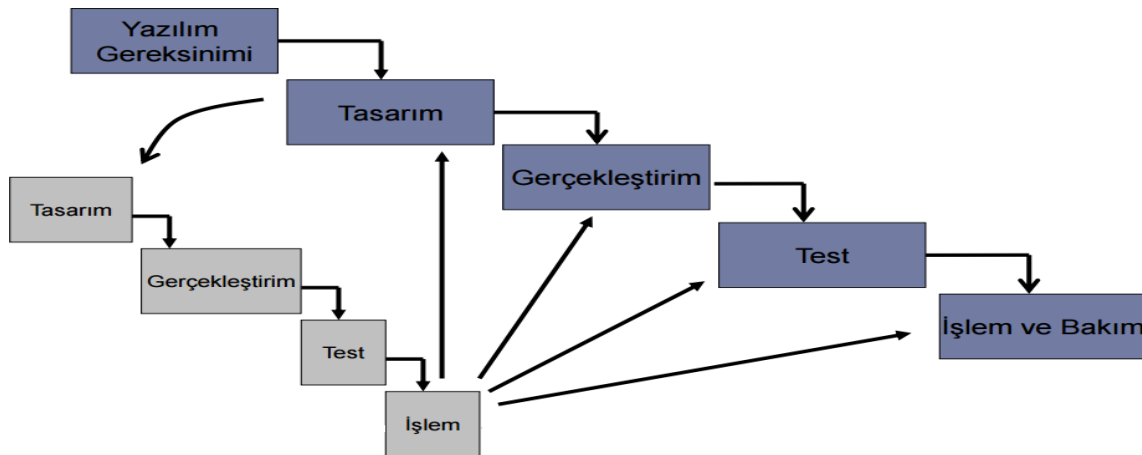 Yazılım
Gereksinimi
Tasarım
Gerçekleştirim
Test
İşlem ve Bakım
Tasarım
Gerçekleştirim
Test
İşlem